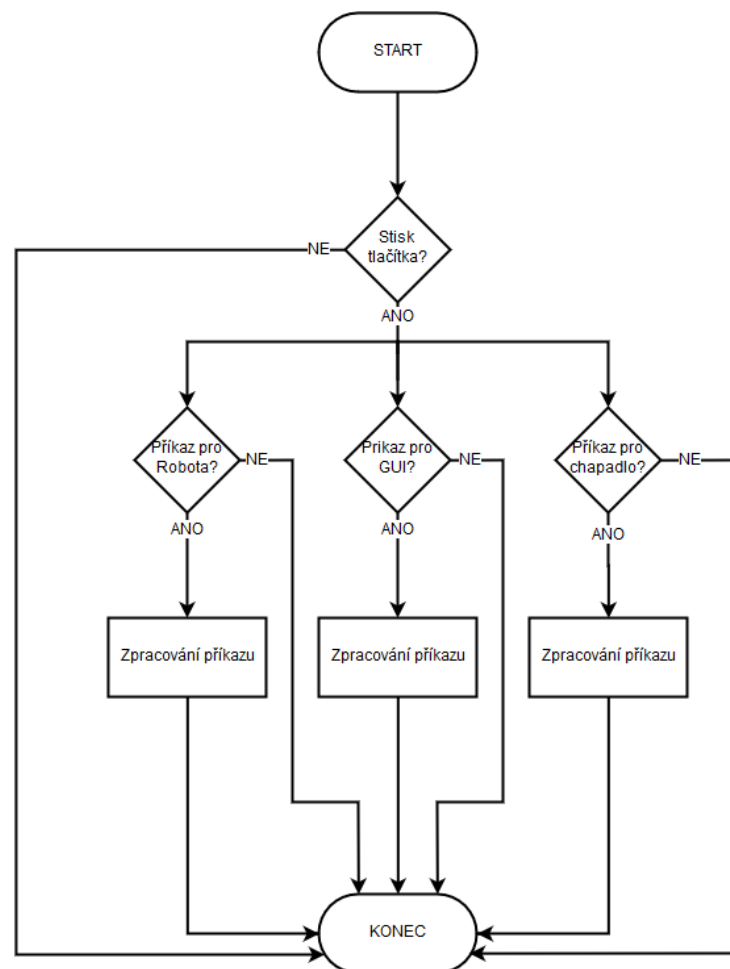 START
Stisk
tlačítka?
NE
ANO
Příkaz pro
Robota?
NE
Prikaz pro
GUI?
NE
Příkaz pro
chapadlo?
NE
ANO
ANO
ANO
Zpracování příkazu
Zpracování příkazu
Zpracování příkazu
KONEC